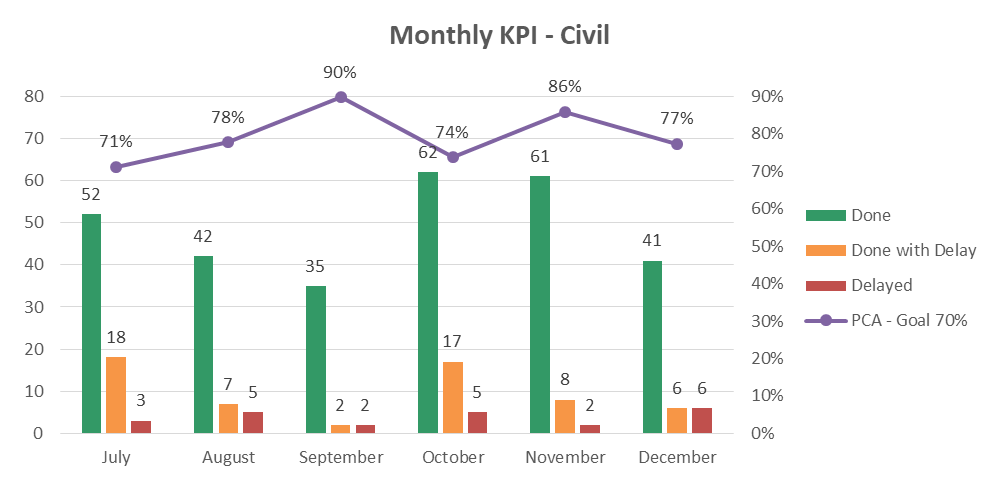 Monthly KPI - Civil
90%
86%
80 90%
78% 77%
71% 74%
70 80%
62 61
60 70%
52
50 60%
42 41
40 50%
35
30 40%
30%
20 18 17 20%
10 7 5 8 6 6 10%
3 2 2 5 2
0 0%
July August September October November December
Done
Done with Delay
Delayed
PCA - Goal 70%